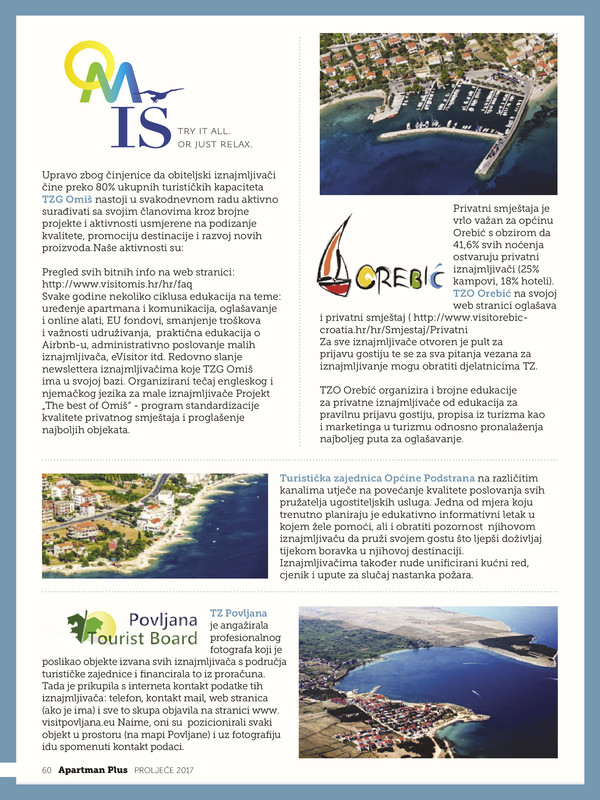 OMIŠ
TRY IT ALL.
OR JUST RELAX.
Upravo zbog činjenice da obiteljski iznajmljivači
čine preko 80% ukupnih turističkih kapaciteta
TZG Omiš nastoji u svakodnevnom radu aktivno
surađivati sa svojim članovima kroz brojne
projekte i aktivnosti usmjerene na podizanje
kvalitete, promociju destinacije i razvoj novih
proizvoda.Naše aktivnosti su:
Pregled svih bitnih info na web stranici:
http://www.visitomis.hr/hr/faq
Svake godine nekoliko ciklusa edukacija na teme:
uređenje apartmana i komunikacija, oglašavanje
i online alati, EU fondovi, smanjenje troškova
i važnosti udruživanja,  praktična edukacija o
Airbnb-u, administrativno poslovanje malih
iznajmljivača, eVisitor itd. Redovno slanje
newslettera iznajmljivačima koje TZG Omiš
ima u svojoj bazi. Organizirani tečaj engleskog i
njemačkog jezika za male iznajmljivače Projekt
„The best of Omiš“ - program standardizacije
kvalitete privatnog smještaja i proglašenje
najboljih objekata.
OREBIĆ
Privatni smještaja je
vrlo važan za općinu
Orebić s obzirom da
41,6% svih noćenja
ostvaruju privatni
iznajmljivači (25%
kampovi, 18% hoteli).
TZO Orebić na svojoj
web stranici oglašava
i privatni smještaj ( http://www.visitorebic-
croatia.hr/hr/Smjestaj/Privatni
Za sve iznajmljivače otvoren je pult za
prijavu gostiju te se za sva pitanja vezana za
iznajmljivanje mogu obratiti djelatnicima TZ.
TZO Orebić organizira i brojne edukacije
za privatne iznajmljivače od edukacija za
pravilnu prijavu gostiju, propisa iz turizma kao
i marketinga u turizmu odnosno pronalaženja
najboljeg puta za oglašavanje.
Turistička zajednica Općine Podstrana na različitim
kanalima utječe na povećanje kvalitete poslovanja svih
pružatelja ugostiteljskih usluga. Jedna od mjera koju
trenutno planiraju je edukativno informativni letak u
kojem žele pomoći, ali i obratiti pozornost  njihovom
iznajmljivaču da pruži svojem gostu što ljepši doživljaj
tijekom boravka u njihovoj destinaciji.
Iznajmljivačima također nude unificirani kućni red,
cjenik i upute za slučaj nastanka požara.
Povljana
Tourist Board
TZ Povljana
je angažirala
profesionalnog
fotografa koji je
poslikao objekte izvana svih iznajmljivača s područja
turističke zajednice i financirala to iz proračuna.
Tada je prikupila s interneta kontakt podatke tih
iznajmljivača: telefon, kontakt mail, web stranica
(ako je ima) i sve to skupa objavila na stranici www.
visitpovljana.eu Naime, oni su  pozicionirali svaki
objekt u prostoru (na mapi Povljane) i uz fotografiju
idu spomenuti kontakt podaci.
60 Apartman Plus PROLJEĆE 2017